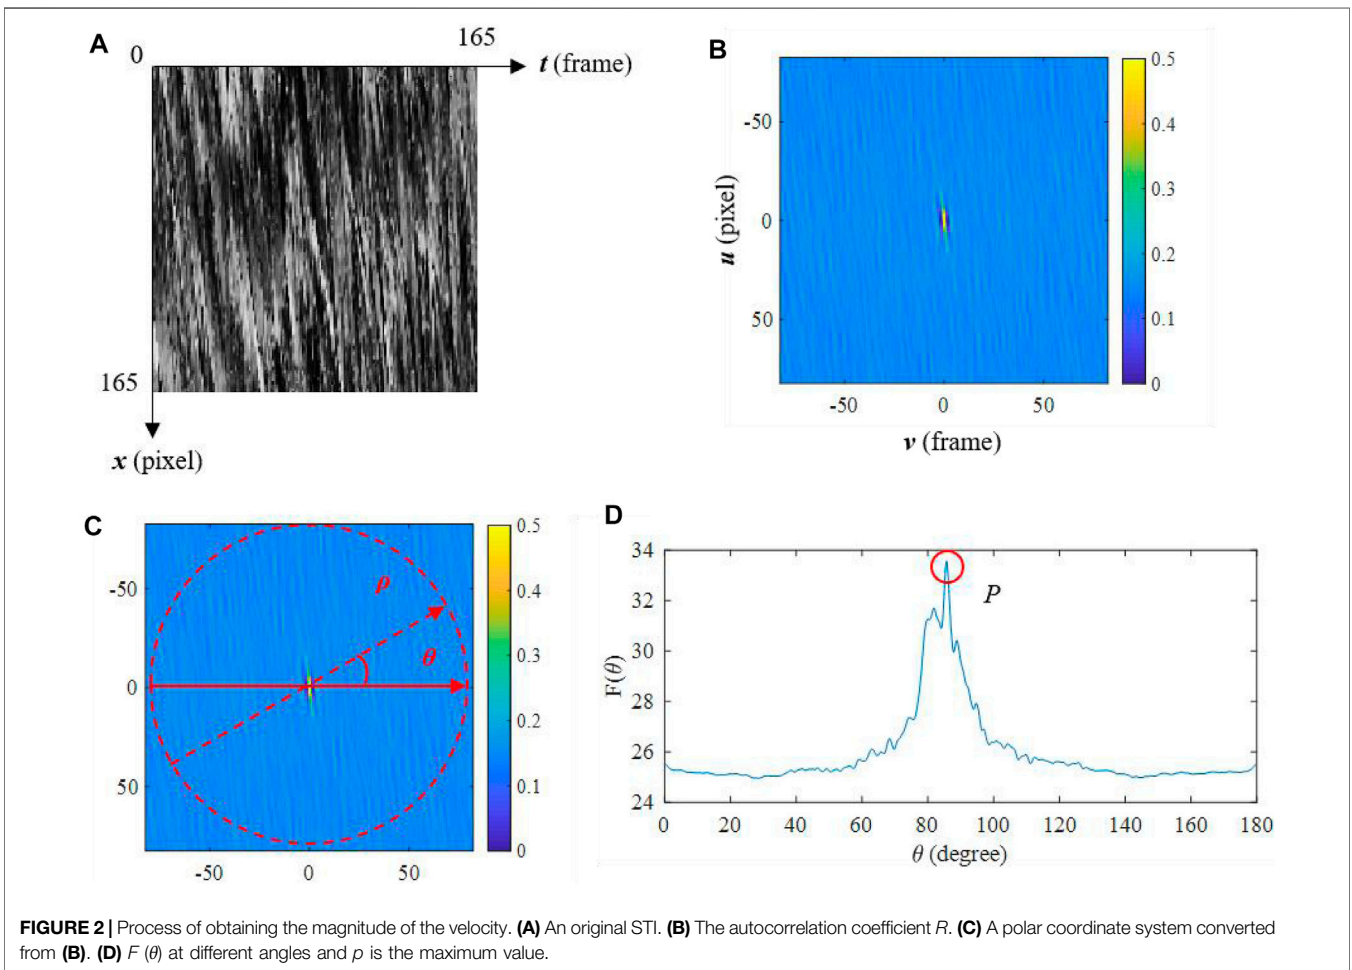 A
0
165
t (frame)
165
x (pixel)
B
-50
0
50
u (pixel)
-50
0
50
v (frame)
0.5
0.4
0.3
0.2
0.1
0
C
-50
0
50
-50
0
50
ρ
θ
0.5
0.4
0.3
0.2
0.1
0
D
34
32
30
28
26
24
F(θ)
P
0
20
40
60
80
100
120
140
160
180
θ (degree)
FIGURE 2 | Process of obtaining the magnitude of the velocity. (A) An original STI. (B) The autocorrelation coefficient R. (C) A polar coordinate system converted
from (B). (D) F (θ) at different angles and p is the maximum value.